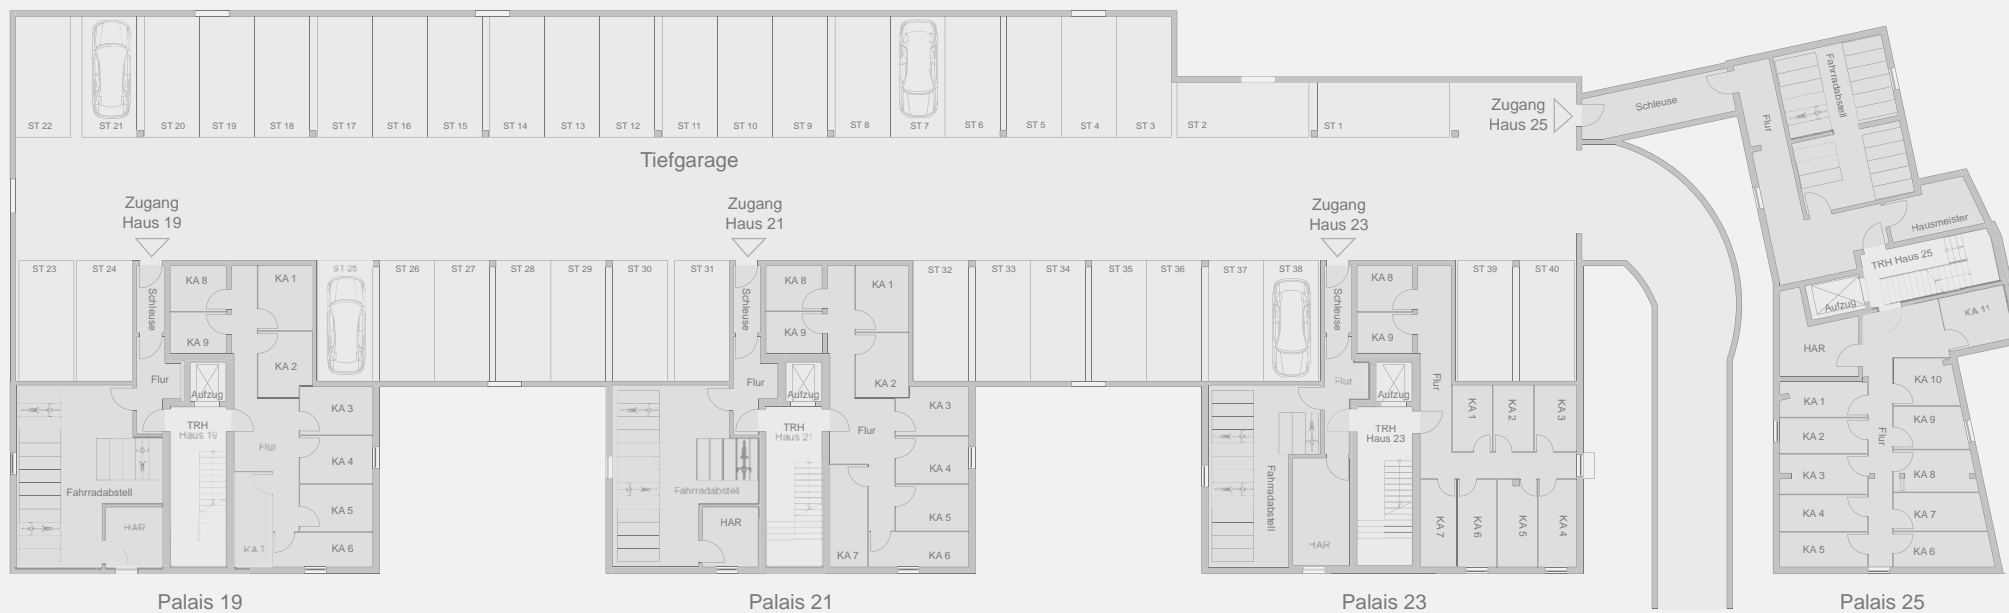 ST 22
ST 21
ST 20
ST 19
ST 18
ST 17
ST 16
ST 15
ST 14
ST 13
ST 12
ST 11
ST 10
ST 9
ST 8
ST 7
ST 6
ST 5
ST 4
ST 3
ST 2
ST 1
Zugang
Haus 25
Schleuse
Flur
Fahrradabstell
Tiefgarage
Zugang
Haus 19
Zugang
Haus 21
Zugang
Haus 23
Hausmeister
TRH Haus 25
Aufzug
KA 11
HAR
ST 23
ST 24
Schleuse
KA 8
KA 1
KA 9
KA 2
Flur
Aufzug
ST 25
ST 26
ST 27
ST 28
ST 29
ST 30
ST 31
Schleuse
KA 8
KA 1
KA 9
KA 2
Flur
Aufzug
ST 32
ST 33
ST 34
ST 35
ST 36
ST 37
ST 38
Schleuse
KA 8
KA 9
Flur
Aufzug
Flur
ST 39
ST 40
TRH
Haus 19
Flur
KA 3
KA 4
KA 5
KA 6
KA 7
Fahrradabstell
HAR
TRH
Haus 21
Flur
KA 3
KA 4
KA 5
KA 6
KA 7
Fahrradabstell
HAR
TRH
Haus 23
KA 1
KA 2
KA 3
KA 7
KA 6
KA 5
KA 4
Fahrradabstell
HAR
KA 10
KA 1
KA 9
KA 2
Flur
KA 8
KA 3
KA 7
KA 4
KA 6
KA 5
Palais 19
Palais 21
Palais 23
Palais 25